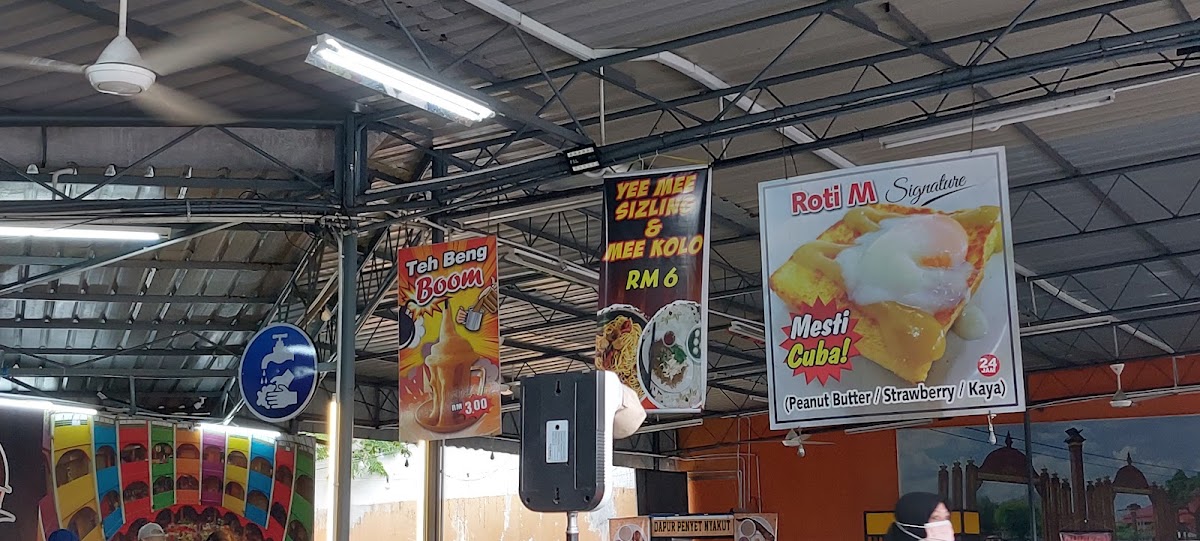 Teh Beng
Boom
RM 3.00
YEE MEE
SIZLING
&
MEE KOLO
RM 6
Roti M Signature
Mesti
Cuba!
24
JAM
(Peanut Butter / Strawberry / Kaya)
DAPUR PENYET NYAKUT